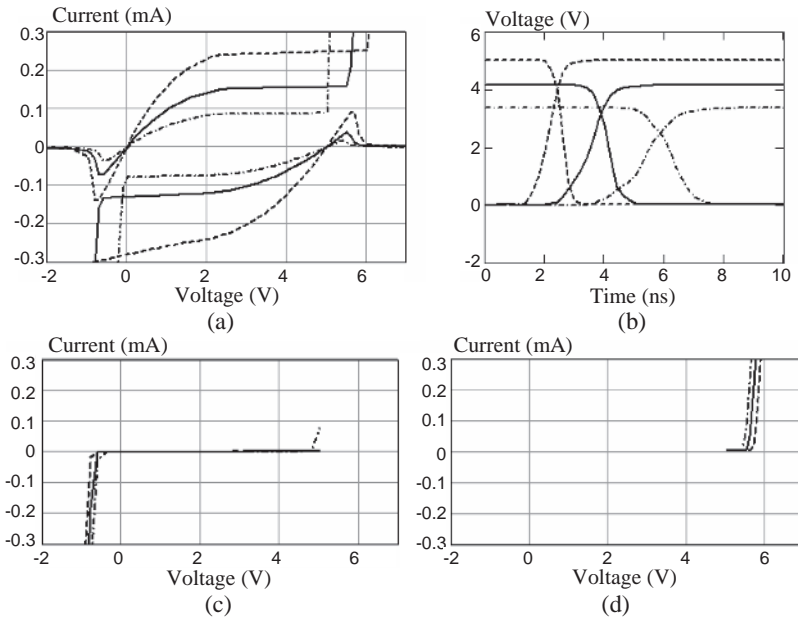 Current (mA)
0.3
0.2
0.1
0
-0.1
-0.2
-0.3
-2 0 2 4 6
Voltage (V)
(a)
Voltage (V)
6
4
2
0
-2
0 2 4 6 8 10
Time (ns)
(b)
Current (mA)
0.3
0.2
0.1
0
-0.1
-0.2
-0.3
-2 0 2 4 6
Voltage (V)
(c)
Current (mA)
0.3
0.2
0.1
0
-0.1
-0.2
-0.3
-2 0 2 4 6
Voltage (V)
(d)